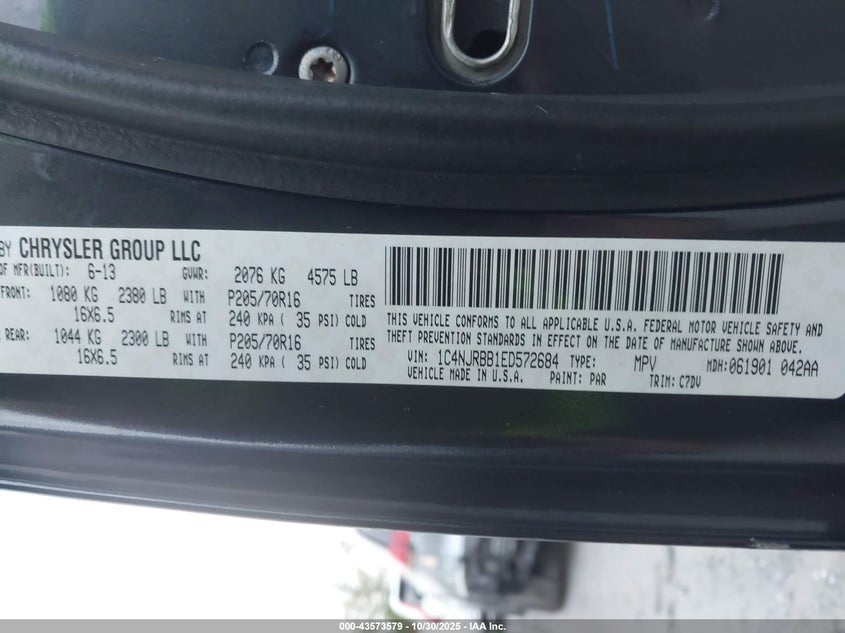 BY CHRYSLER GROUP LLC
OF MFR(BUILT): 6-13 GVWR: 2076 KG 4575 LB
FRONT: 1080 KG 2380 LB WITH P205/70R16 TIRES
16X6.5 RIMS AT 240 KPA ( 35 PSI) COLD
REAR: 1044 KG 2300 LB WITH P205/70R16 TIRES
16X6.5 RIMS AT 240 KPA ( 35 PSI) COLD
THIS VEHICLE CONFORMS TO ALL APPLICABLE U.S.A. FEDERAL MOTOR VEHICLE SAFETY AND
THEFT PREVENTION STANDARDS IN EFFECT ON THE DATE OF MANUFACTURE SHOWN ABOVE.
VIN: 1C4NJRBB1ED572684 TYPE: MPV MDH:061901 042AA
VEHICLE MADE IN U.S.A. PAINT: PAR TRIM: C7DV
000-43573579 - 10/30/2025 - IAA Inc.